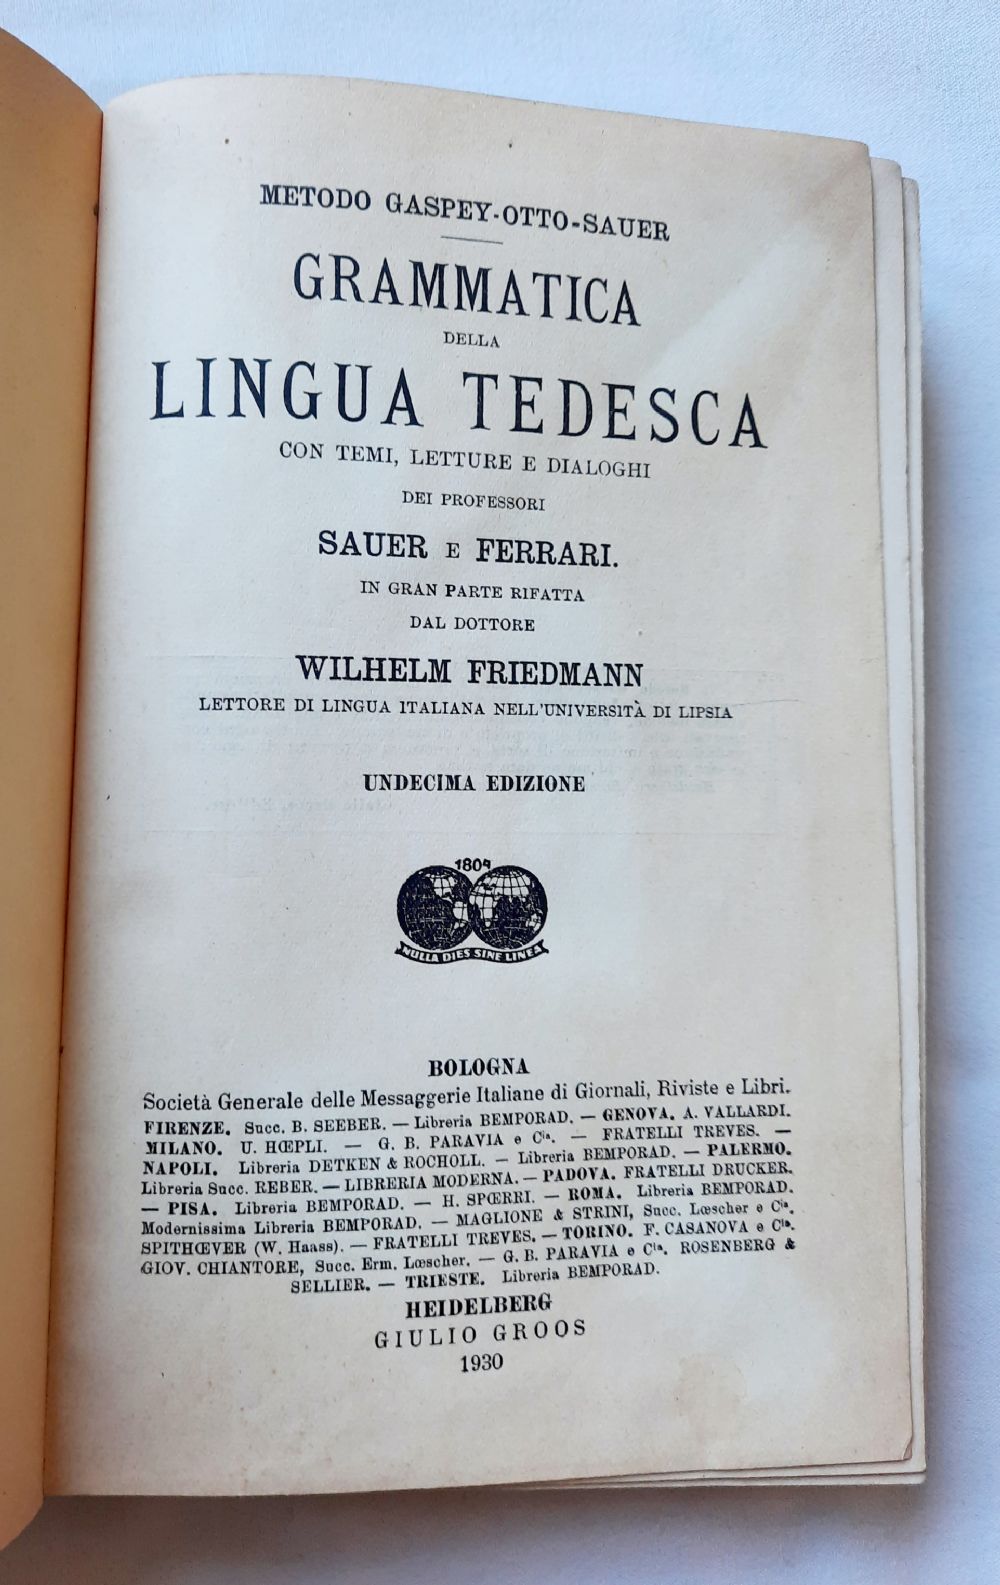 METODO GASPEY-OTTO-SAUER
GRAMMATICA
DELLA
LINGUA TEDESCA
CON TEMI, LETTURE E DIALOGHI
DEI PROFESSORI
SAUER E FERRARI.
IN GRAN PARTE RIFATTA
DAL DOTTORE
WILHELM FRIEDMANN
LETTORE DI LINGUA ITALIANA NELL'UNIVERSITÀ DI LIPSIA
UNDECIMA EDIZIONE
1809
NULLA DIES SINE LINEA
BOLOGNA
Società Generale delle Messaggerie Italiane di Giornali, Riviste e Libri.
FIRENZE. Succ. B. SEEBER. — Libreria BEMPORAD. — GENOVA. A. VALLARDI.
MILANO. U. HŒPLI. — G. B. PARAVIA e Cia. — FRATELLI TREVES. —
NAPOLI. Libreria DETKEN & ROCHOLL. — Libreria BEMPORAD. — PALERMO.
Libreria Succ. REBER. — LIBRERIA MODERNA. — PADOVA. FRATELLI DRUCKER.
— PISA. Libreria BEMPORAD. — H. SPŒRRI. — ROMA. Libreria BEMPORAD.
Modernissima Libreria BEMPORAD. — MAGLIONE & STRINI, Succ. Lœscher e Cia.
SPITHŒVER (W. Haass). — FRATELLI TREVES. — TORINO. F. CASANOVA e Cia.
GIOV. CHIANTORE, Succ. Erm. Lœscher. — G. B. PARAVIA e Cia. ROSENBERG &
SELLIER. — TRIESTE. Libreria BEMPORAD.
HEIDELBERG
GIULIO GROOS
1930